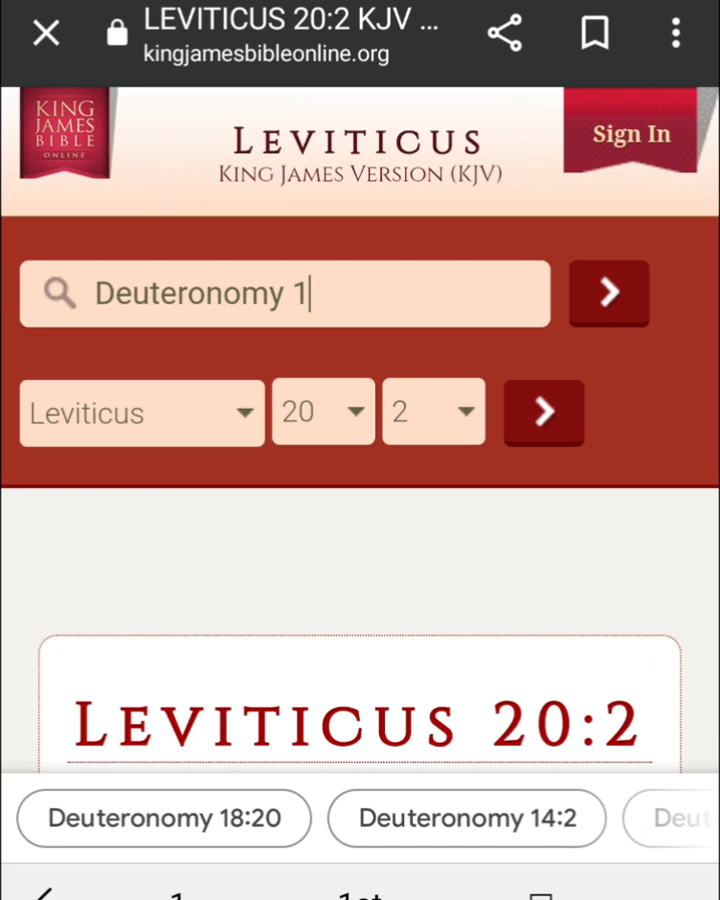 LEVITICUS 20:2 KJV ...
kingjamesbibleonline.org
KING
JAMES
BIBLE
ONLINE
LEVITICUS
KING JAMES VERSION (KJV)
Sign In
Deuteronomy 1
Leviticus
20
2
LEVITICUS 20:2
Deuteronomy 18:20
Deuteronomy 14:2
Deut